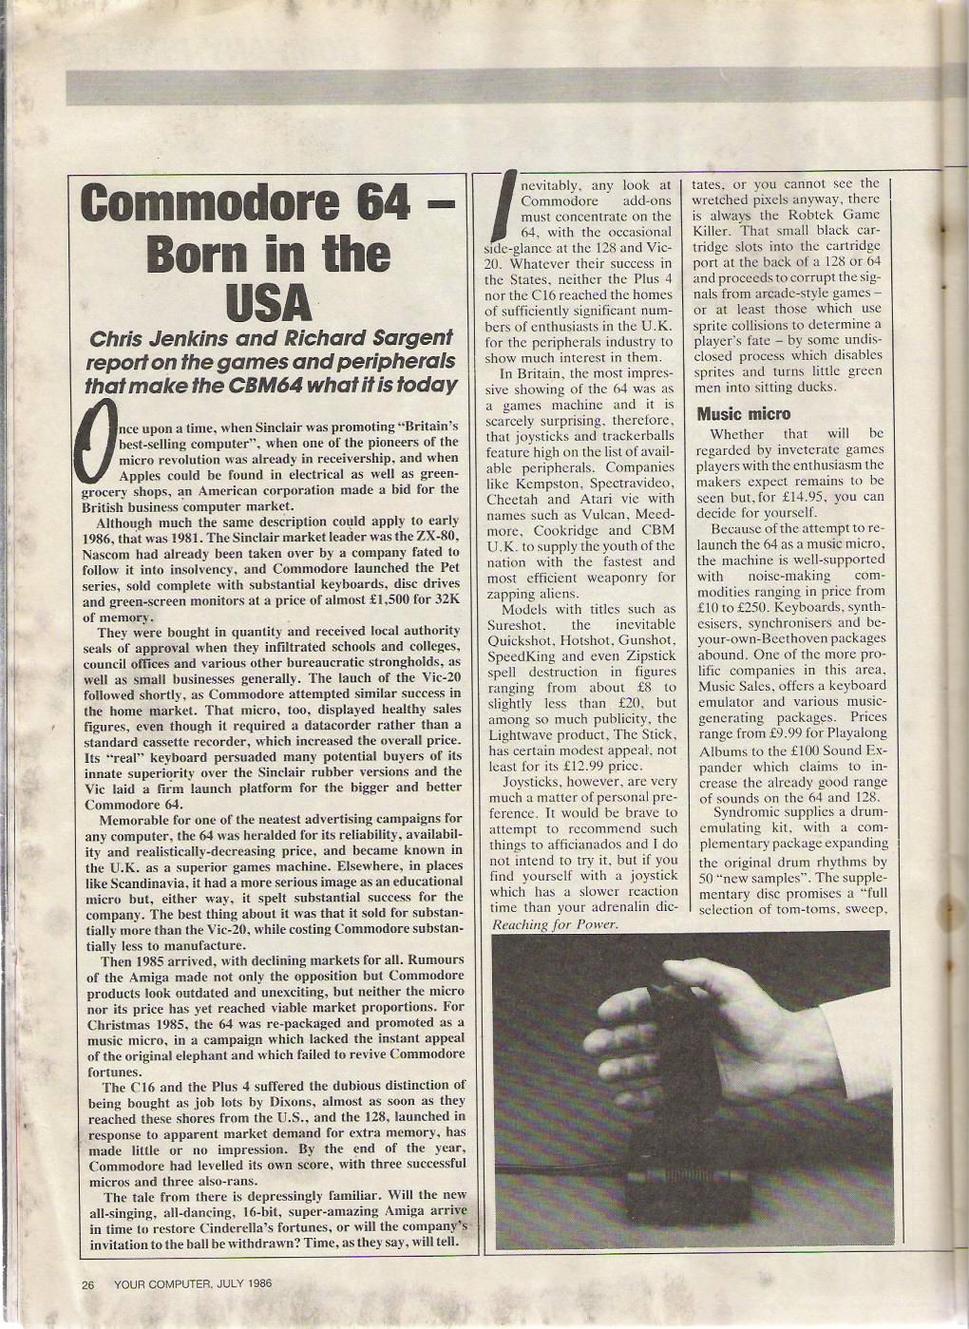 Commodore 64 –
Born in the
USA
Chris Jenkins and Richard Sargent
report on the games and peripherals
that make the CBM64 what it is today
Once upon a time, when Sinclair was promoting “Britain’s
best-selling computer”, when one of the pioneers of the
micro revolution was already in receivership, and when
Apples could be found in electrical as well as green-
grocery shops, an American corporation made a bid for the
British business computer market.
Although much the same description could apply to early
1986, that was 1981. The Sinclair market leader was the ZX-80,
Nascom had already been taken over by a company fated to
follow it into insolvency, and Commodore launched the Pet
series, sold complete with substantial keyboards, disc drives
and green-screen monitors at a price of almost £1,500 for 32K
of memory.
They were bought in quantity and received local authority
seals of approval when they infiltrated schools and colleges,
council offices and various other bureaucratic strongholds, as
well as small businesses generally. The lauch of the Vic-20
followed shortly, as Commodore attempted similar success in
the home market. That micro, too, displayed healthy sales
figures, even though it required a datacorder rather than a
standard cassette recorder, which increased the overall price.
Its “real” keyboard persuaded many potential buyers of its
innate superiority over the Sinclair rubber versions and the
Vic laid a firm launch platform for the bigger and better
Commodore 64.
Memorable for one of the neatest advertising campaigns for
any computer, the 64 was heralded for its reliability, availabil-
ity and realistically-decreasing price, and became known in
the U.K. as a superior games machine. Elsewhere, in places
like Scandinavia, it had a more serious image as an educational
micro but, either way, it spelt substantial success for the
company. The best thing about it was that it sold for substan-
tially more than the Vic-20, while costing Commodore substan-
tially less to manufacture.
Then 1985 arrived, with declining markets for all. Rumours
of the Amiga made not only the opposition but Commodore
products look outdated and unexciting, but neither the micro
nor its price has yet reached viable market proportions. For
Christmas 1985, the 64 was re-packaged and promoted as a
music micro, in a campaign which lacked the instant appeal
of the original elephant and which failed to revive Commodore
fortunes.
The C16 and the Plus 4 suffered the dubious distinction of
being bought as job lots by Dixons, almost as soon as they
reached these shores from the U.S., and the 128, launched in
response to apparent market demand for extra memory, has
made little or no impression. By the end of the year,
Commodore had levelled its own score, with three successful
micros and three also-rans.
The tale from there is depressingly familiar. Will the new
all-singing, all-dancing, 16-bit, super-amazing Amiga arrive
in time to restore Cinderella’s fortunes, or will the company’s
invitation to the ball be withdrawn? Time, as they say, will tell.
Inevitably, any look at
Commodore add-ons
must concentrate on the
64, with the occasional
side-glance at the 128 and Vic-
20. Whatever their success in
the States, neither the Plus 4
nor the C16 reached the homes
of sufficiently significant num-
bers of enthusiasts in the U.K.
for the peripherals industry to
show much interest in them.
In Britain, the most impres-
sive showing of the 64 was as
a games machine and it is
scarcely surprising, therefore,
that joysticks and trackerballs
feature high on the list of avail-
able peripherals. Companies
like Kempston, Spectravideo,
Cheetah and Atari vie with
names such as Vulcan, Meed-
more, Cookridge and CBM
U.K. to supply the youth of the
nation with the fastest and
most efficient weaponry for
zapping aliens.
Models with titles such as
Sureshot, the inevitable
Quickshot, Hotshot, Gunshot,
SpeedKing and even Zipstick
spell destruction in figures
ranging from about £8 to
slightly less than £20, but
among so much publicity, the
Lightwave product, The Stick,
has certain modest appeal, not
least for its £12.99 price.
Joysticks, however, are very
much a matter of personal pre-
ference. It would be brave to
attempt to recommend such
things to afficianados and I do
not intend to try it, but if you
find yourself with a joystick
which has a slower reaction
time than your adrenalin dic-
tates, or you cannot see the
wretched pixels anyway, there
is always the Robtek Game
Killer. That small black car-
tridge slots into the cartridge
port at the back of a 128 or 64
and proceeds to corrupt the sig-
nals from arcade-style games –
or at least those which use
sprite collisions to determine a
player’s fate – by some undis-
closed process which disables
sprites and turns little green
men into sitting ducks.
Music micro
Whether that will be
regarded by inveterate games
players with the enthusiasm the
makers expect remains to be
seen but, for £14.95, you can
decide for yourself.
Because of the attempt to re-
launch the 64 as a music micro,
the machine is well-supported
with noise-making com-
modities ranging in price from
£10 to £250. Keyboards, synth-
esisers, synchronisers and be-
your-own-Beethoven packages
abound. One of the more pro-
lific companies in this area,
Music Sales, offers a keyboard
emulator and various music-
generating packages. Prices
range from £9.99 for Playalong
Albums to the £100 Sound Ex-
pander which claims to in-
crease the already good range
of sounds on the 64 and 128.
Syndromic supplies a drum-
emulating kit, with a com-
plementary package expanding
the original drum rhythms by
50 “new samples”. The supple-
mentary disc promises a “full
selection of tom-toms, sweep,
Reaching for Power.
26 YOUR COMPUTER, JULY 1986